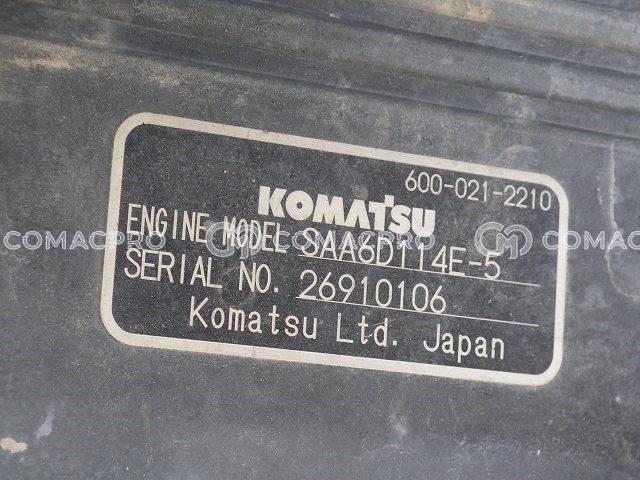 600-021-2210
KOMATSU
ENGINE MODEL SAA6D114E-5
COMACPRO COMACPRO
SERIAL NO. 26910106
Komatsu Ltd. Japan